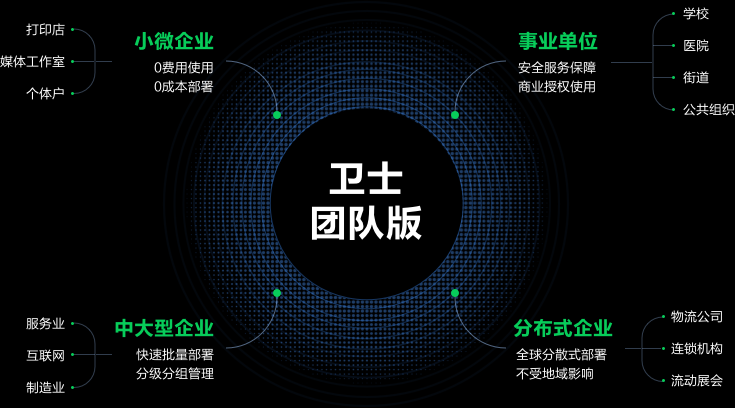 打印店
媒体工作室
个体户
小微企业
0费用使用
0成本部署
事业单位
安全服务保障
商业授权使用
学校
医院
街道
公共组织
卫士
团队版
服务业
互联网
制造业
中大型企业
快速批量部署
分级分组管理
分布式企业
全球分散式部署
不受地域影响
物流公司
连锁机构
流动展会